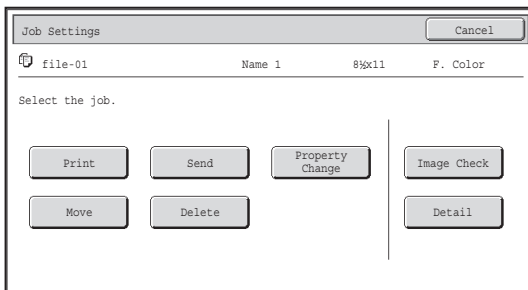 Job Settings
Cancel
file-01 Name 1 8½x11 F. Color
Select the job.
Print Send Property Change Image Check
Move Delete Detail